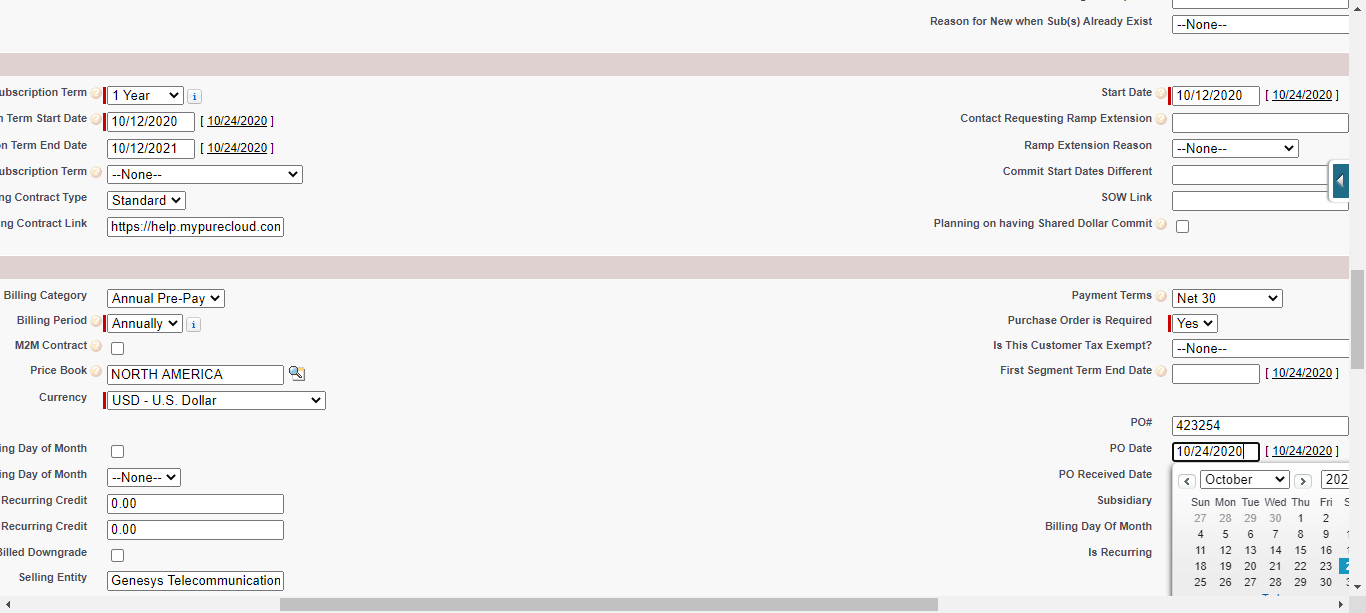 Reason for New when Sub(s) Already Exist --None--
ubscription Term 1 Year i Start Date 10/12/2020 [ 10/24/2020 ]
n Term Start Date 10/12/2020 [ 10/24/2020 ] Contact Requesting Ramp Extension
on Term End Date 10/12/2021 [ 10/24/2020 ] Ramp Extension Reason --None--
ubscription Term --None-- Commit Start Dates Different
ng Contract Type Standard SOW Link
ng Contract Link https://help.mypurecloud.con Planning on having Shared Dollar Commit
Billing Category Annual Pre-Pay Payment Terms Net 30
Billing Period Annually i Purchase Order is Required Yes
M2M Contract Is This Customer Tax Exempt? --None--
Price Book NORTH AMERICA First Segment Term End Date [ 10/24/2020 ]
Currency USD - U.S. Dollar
PO# 423254
ing Day of Month PO Date 10/24/2020 [ 10/24/2020 ]
ing Day of Month --None-- PO Received Date
October 202
Recurring Credit 0.00 Subsidiary
Sun Mon Tue Wed Thu Fri S
27 28 29 30 1 2
Recurring Credit 0.00 Billing Day Of Month
4 5 6 7 8 9
Billed Downgrade Is Recurring
11 12 13 14 15 16
18 19 20 21 22 23
Selling Entity Genesys Telecommunication
25 26 27 28 29 30